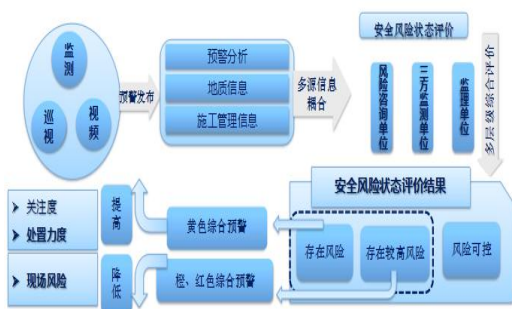 监测
巡视
视频
预警发布
预警分析
地质信息
施工管理信息
多源信息
耦合
安全风险状态评价
风险咨询单位
三方监测单位
监理单位
多层级综合评价
安全风险状态评价结果
存在风险
存在较高风险
风险可控
黄色综合预警
橙、红色综合预警
提高
降低
➤ 关注度
➤ 处置力度
➤ 现场风险